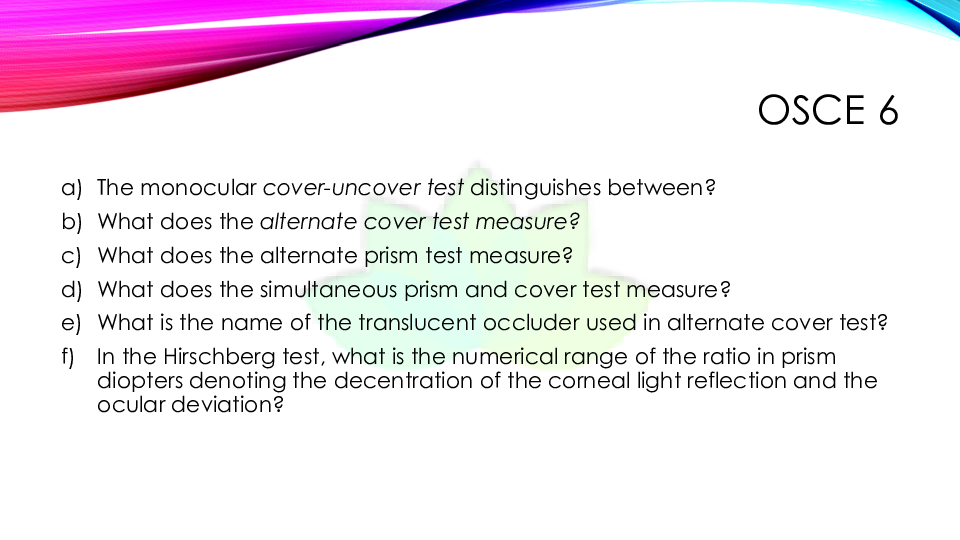 OSCE 6
a) The monocular cover-uncover test distinguishes between?
b) What does the alternate cover test measure?
c) What does the alternate prism test measure?
d) What does the simultaneous prism and cover test measure?
e) What is the name of the translucent occluder used in alternate cover test?
f) In the Hirschberg test, what is the numerical range of the ratio in prism
diopters denoting the decentration of the corneal light reflection and the
ocular deviation?